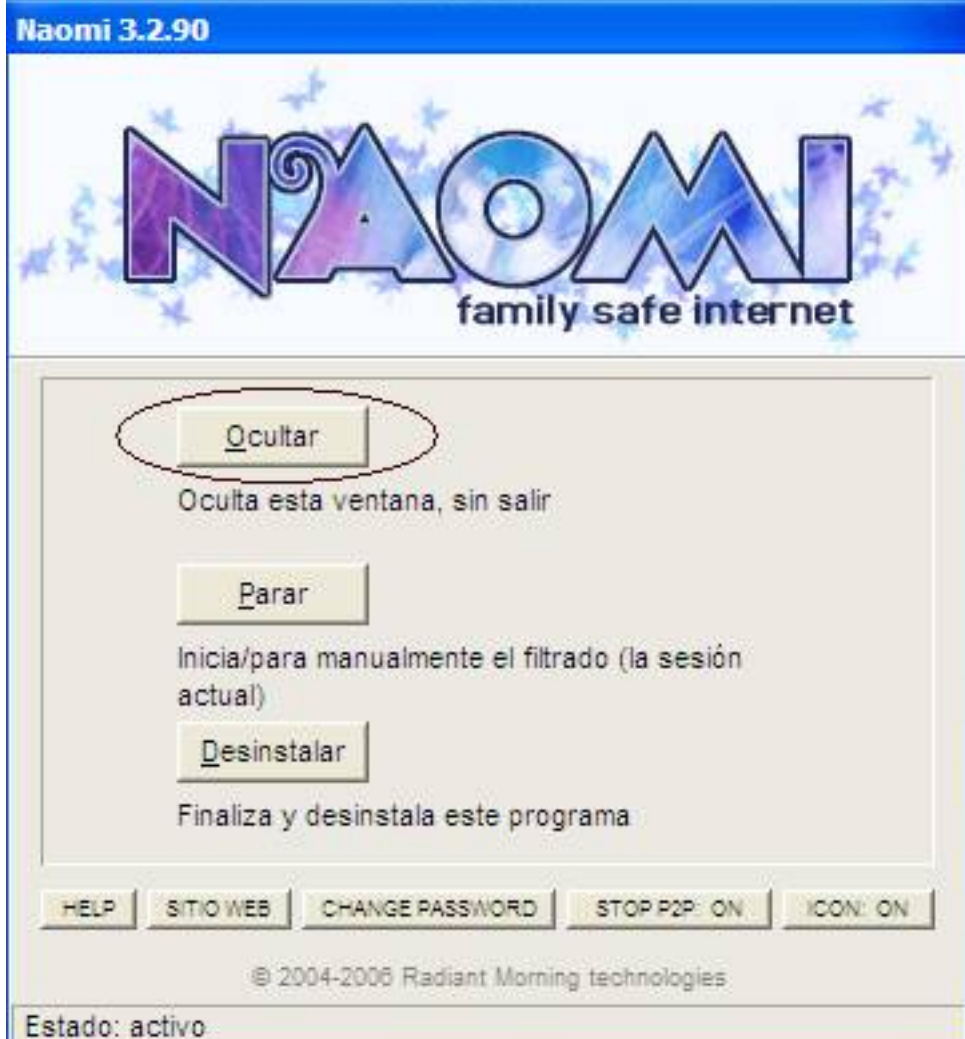 Naomi 3.2.90
NAOMI
family safe internet
Ocultar
Oculta esta ventana, sin salir
Parar
Inicia/para manualmente el filtrado (la sesión
actual)
Desinstalar
Finaliza y desinstala este programa
HELP SITIO WEB CHANGE PASSWORD STOP P2P: ON ICON: ON
© 2004-2006 Radiant Morning technologies
Estado: activo